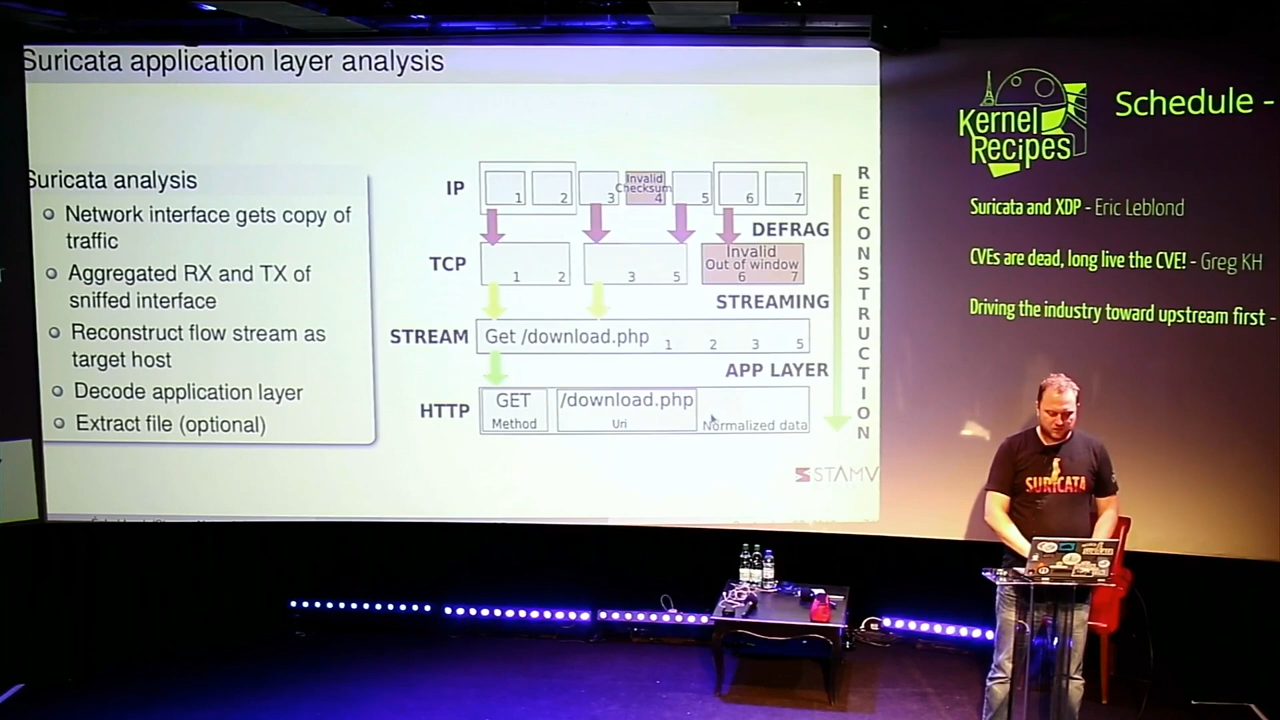 Suricata application layer analysis
Suricata analysis
Network interface gets copy of
traffic
Aggregated RX and TX of
sniffed interface
Reconstruct flow stream as
target host
Decode application layer
Extract file (optional)
IP
1
2
3
Invalid
Checksum
4
5
6
7
DEFRAG
TCP
1
2
3
5
Invalid
Out of window
6
7
STREAMING
STREAM
Get /download.php
1
2
3
5
APP LAYER
HTTP
GET
Method
/download.php
Uri
Normalized data
RECONSTRUCTION
STAMV
Kernel
Recipes
Schedule -
Suricata and XDP - Eric Leblond
CVEs are dead, long live the CVE! - Greg KH
Driving the industry toward upstream first -
SURICATA